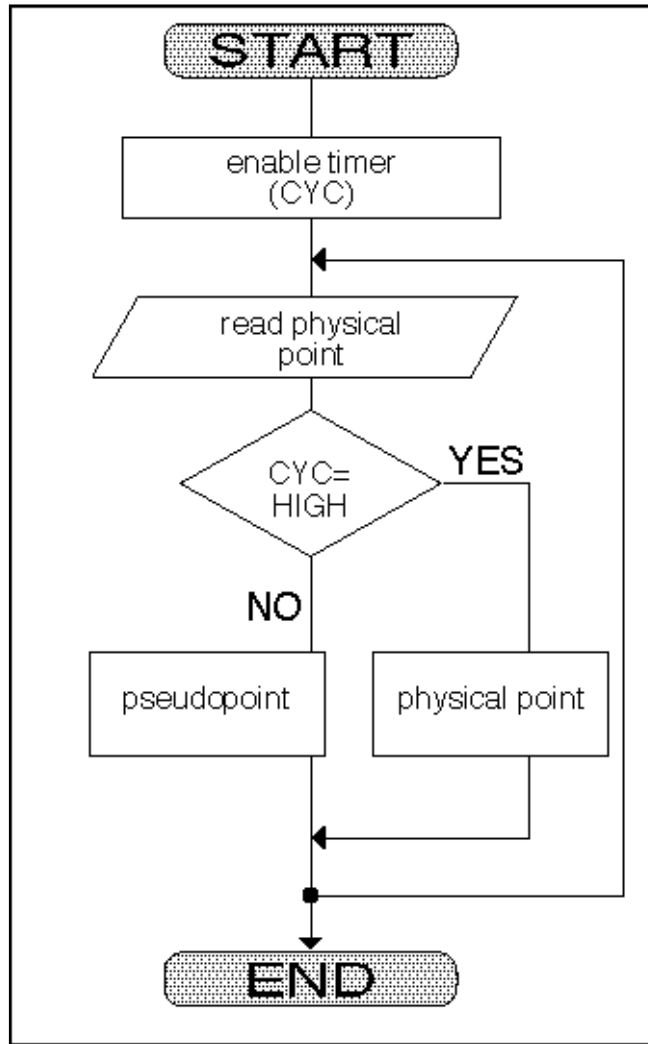 START
enable timer
(CYC)
read physical
point
CYC=
HIGH
YES
NO
pseudopoint
physical point
END